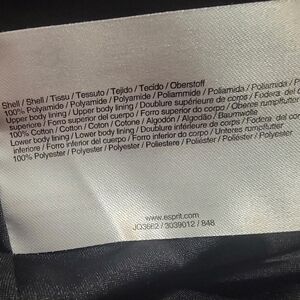 Shell / Shell / Tissu / Tessuto / Tejido / Tecido / Oberstoff
100% Polyamide / Polyamide / Polyamide / Poliammide / Poliamida / Poliamida /
Upper body lining / Upper body lining / Doublure supérieure de corps / Fodera del c
superiore / Forro superior del cuerpo / Forro superior do corpo / Oberes rumpffutter
100% Cotton / Cotton / Coton / Cotone / Algodón / Algodão / Baumwolle
Lower body lining / Lower body lining / Doublure inférieure de corps / Fodera del cor
inferiore / Forro inferior del cuerpo / Forro inferior do corpo / Unteres rumpffutter
100% Polyester / Polyester / Polyester / Poliestere / Poliéster / Poliéster / Polyester
www.esprit.com
JQ3662 / 3039012 / 848